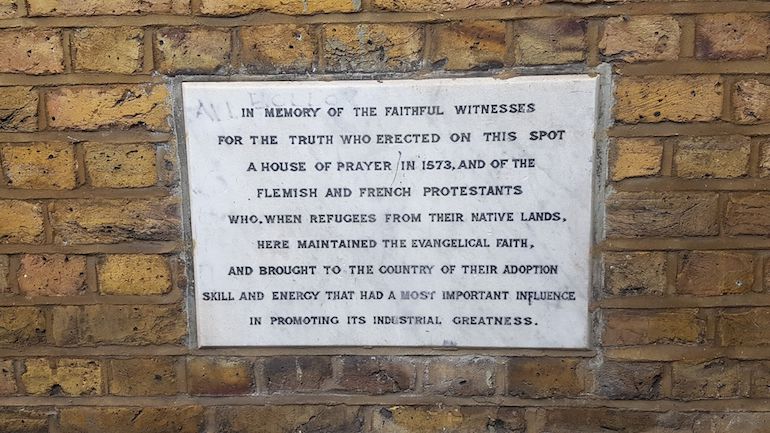 IN MEMORY OF THE FAITHFUL WITNESSES
FOR THE TRUTH WHO ERECTED ON THIS SPOT
A HOUSE OF PRAYER IN 1573, AND OF THE
FLEMISH AND FRENCH PROTESTANTS
WHO, WHEN REFUGEES FROM THEIR NATIVE LANDS,
HERE MAINTAINED THE EVANGELICAL FAITH,
AND BROUGHT TO THE COUNTRY OF THEIR ADOPTION
SKILL AND ENERGY THAT HAD A MOST IMPORTANT INFLUENCE
IN PROMOTING ITS INDUSTRIAL GREATNESS.